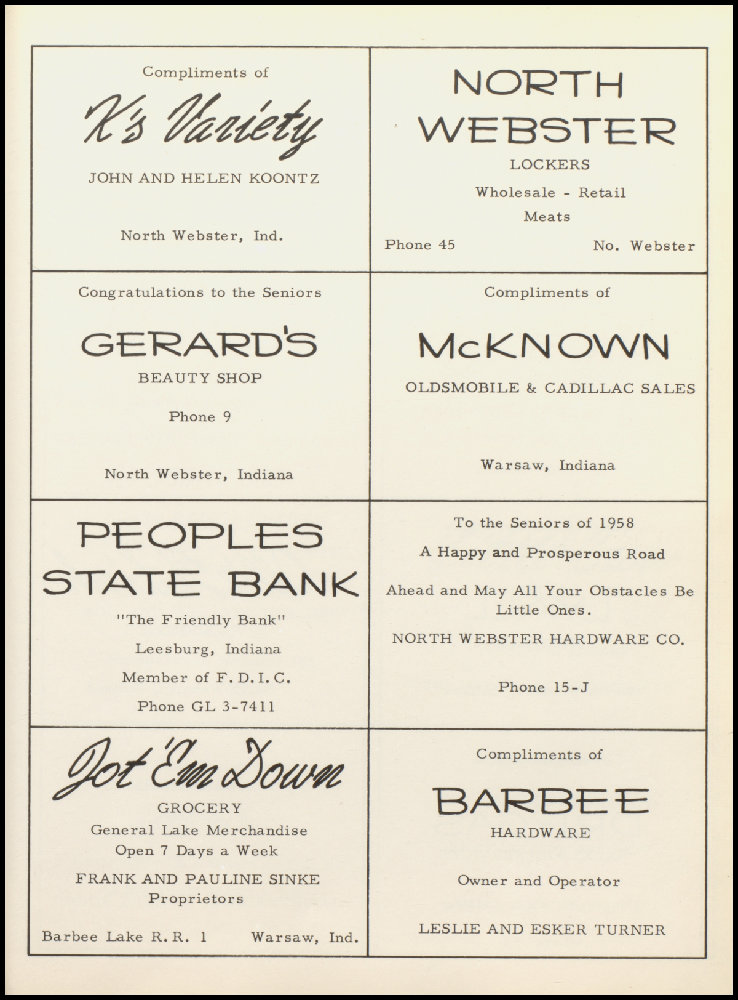 Compliments of
K's Variety
JOHN AND HELEN KOONTZ
North Webster, Ind.
NORTH
WEBSTER
LOCKERS
Wholesale - Retail
Meats
Phone 45 No. Webster
Congratulations to the Seniors
GERARD'S
BEAUTY SHOP
Phone 9
North Webster, Indiana
Compliments of
McKNOWN
OLDSMOBILE & CADILLAC SALES
Warsaw, Indiana
PEOPLES
STATE BANK
"The Friendly Bank"
Leesburg, Indiana
Member of F.D.I.C.
Phone GL 3-7411
To the Seniors of 1958
A Happy and Prosperous Road
Ahead and May All Your Obstacles Be
Little Ones.
NORTH WEBSTER HARDWARE CO.
Phone 15-J
Jot 'Em Down
GROCERY
General Lake Merchandise
Open 7 Days a Week
FRANK AND PAULINE SINKE
Proprietors
Barbee Lake R.R. 1 Warsaw, Ind.
Compliments of
BARBEE
HARDWARE
Owner and Operator
LESLIE AND ESKER TURNER